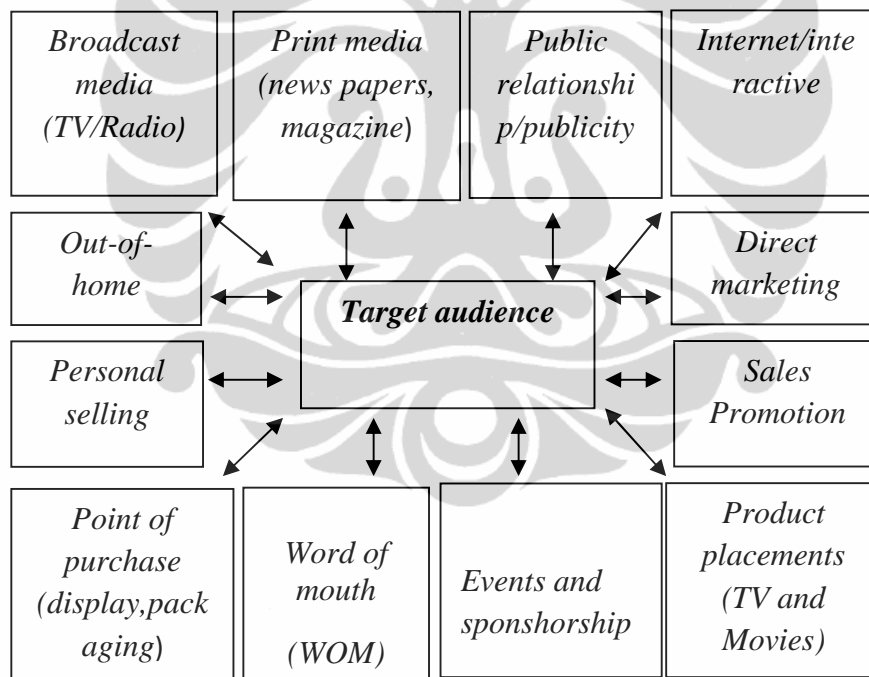 Broadcast
media
(TV/Radio)
Print media
(news papers,
magazine)
Public
relationshi
p/publicity
Internet/inte
ractive
Out-of-
home
Target audience
Direct
marketing
Personal
selling
Sales
Promotion
Point of
purchase
(display,pack
aging)
Word of
mouth
(WOM)
Events and
sponshorship
Product
placements
(TV and
Movies)